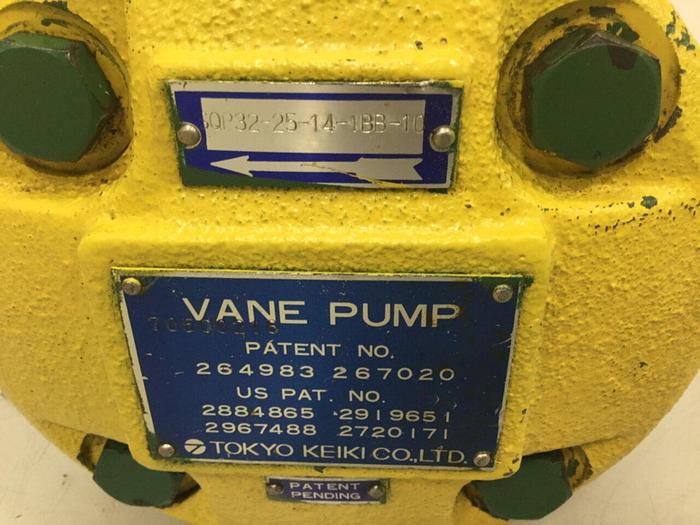 SQP32-25-14-1BB-10
VANE PUMP
PATENT NO.
264983 267020
US PAT. NO.
2884865 2919651
2967488 2720171
TOKYO KEIKI CO.,LTD.
PATENT
PENDING